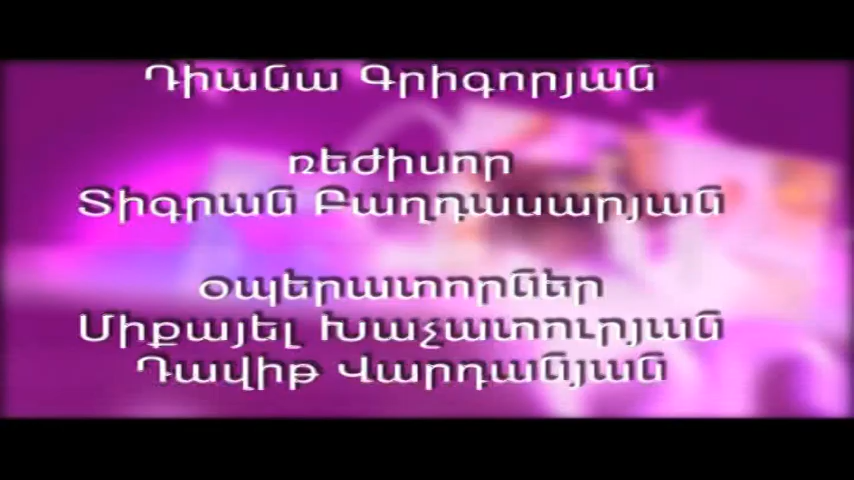 Դիանա Գրիգորյան
ռեժիսոր
Տիգրան Բաղդասարյան
օպերատորներ
Միքայել Խաչատուրյան
Դավիթ Վարդանյան